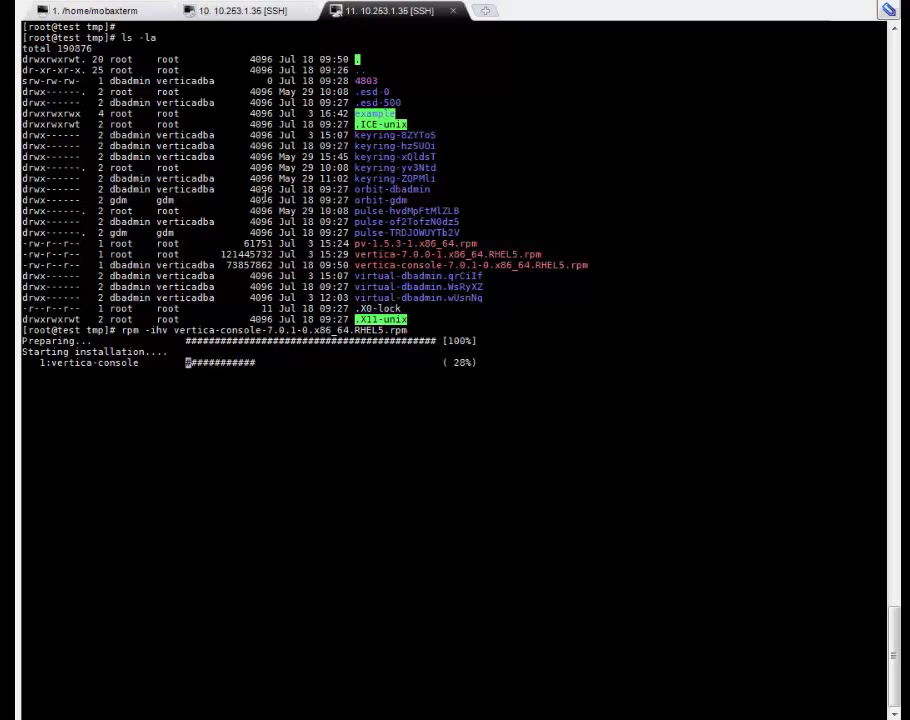 1. /home/mobaxterm
10. 10.253.1.36 [SSH]
11. 10.253.1.35 [SSH]
[root@test tmp]#
[root@test tmp]# ls -la
total 190876
drwxrwxrwt. 20 root root 4096 Jul 18 09:50 .
dr-xr-xr-x. 25 root root 4096 Jul 18 09:26 ..
srw-rw-rw- 1 dbadmin verticadba 0 Jul 18 09:28 4803
drwx------. 2 root root 4096 May 29 10:08 .esd-0
drwx------ 2 dbadmin verticadba 4096 Jul 18 09:27 .esd-500
drwxrwxrwx 4 root root 4096 Jul 3 16:42 example
drwxrwxrwt 2 root root 4096 Jul 18 09:27 .ICE-unix
drwx------ 2 dbadmin verticadba 4096 Jul 3 15:07 keyring-8ZYToS
drwx------ 2 dbadmin verticadba 4096 Jul 18 09:27 keyring-hzSUOi
drwx------. 2 dbadmin verticadba 4096 May 29 15:45 keyring-xQldsT
drwx------. 2 root root 4096 May 29 10:08 keyring-yv3Ntd
drwx------ 2 dbadmin verticadba 4096 May 29 11:02 keyring-ZQPMli
drwx------ 2 dbadmin verticadba 4096 Jul 18 09:27 orbit-dbadmin
drwx------. 2 gdm gdm 4096 Jul 18 09:27 orbit-gdm
drwx------. 2 root root 4096 May 29 10:08 pulse-hvdMpFtMlZLB
drwx------ 2 dbadmin verticadba 4096 Jul 18 09:27 pulse-of2TofzN0dz5
drwx------. 2 gdm gdm 4096 Jul 18 09:27 pulse-TRDJOWUYTb2V
-rw-r--r-- 1 root root 61751 Jul 3 15:24 pv-1.5.3-1.x86_64.rpm
-rw-r--r-- 1 root root 121445732 Jul 3 15:29 vertica-7.0.0-1.x86_64.RHEL5.rpm
-rw-r--r-- 1 dbadmin verticadba 73857862 Jul 18 09:50 vertica-console-7.0.1-0.x86_64.RHEL5.rpm
drwx------ 2 dbadmin verticadba 4096 Jul 3 15:07 virtual-dbadmin.qrCiIf
drwx------ 2 dbadmin verticadba 4096 Jul 18 09:27 virtual-dbadmin.WsRyXZ
drwx------ 2 dbadmin verticadba 4096 Jul 3 12:03 virtual-dbadmin.wUsnNq
-r--r--r-- 1 root root 11 Jul 18 09:27 .X0-lock
drwxrwxrwt 2 root root 4096 Jul 18 09:27 .X11-unix
[root@test tmp]# rpm -ihv vertica-console-7.0.1-0.x86_64.RHEL5.rpm
Preparing... ########################################### [100%]
Starting installation....
1:vertica-console ############ ( 28%)